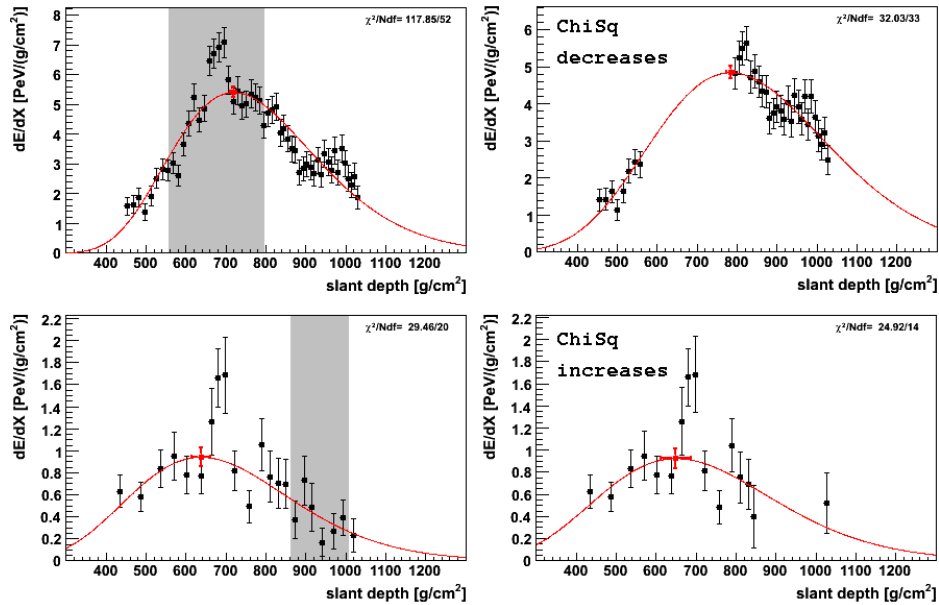 χ²/Ndf= 117.85/52
dE/dX [PeV/(g/cm²)]
8
7
6
5
4
3
2
1
0
400 500 600 700 800 900 1000 1100 1200
slant depth [g/cm²]
χ²/Ndf= 32.03/33
ChiSq
decreases
dE/dX [PeV/(g/cm²)]
6
5
4
3
2
1
0
400 500 600 700 800 900 1000 1100 1200
slant depth [g/cm²]
χ²/Ndf= 29.46/20
dE/dX [PeV/(g/cm²)]
2.2
2
1.8
1.6
1.4
1.2
1
0.8
0.6
0.4
0.2
0
400 500 600 700 800 900 1000 1100 1200
slant depth [g/cm²]
χ²/Ndf= 24.92/14
ChiSq
increases
dE/dX [PeV/(g/cm²)]
2.2
2
1.8
1.6
1.4
1.2
1
0.8
0.6
0.4
0.2
0
400 500 600 700 800 900 1000 1100 1200
slant depth [g/cm²]